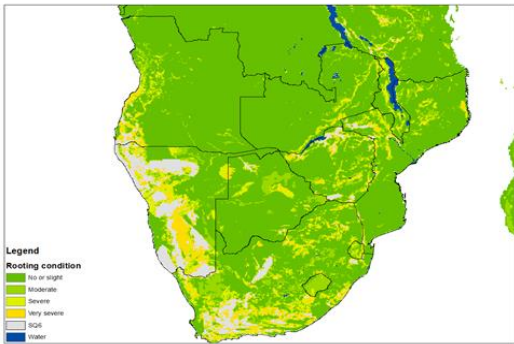 Legend
Rooting condition
No or slight
Moderate
Severe
Very severe
SQ6
Water